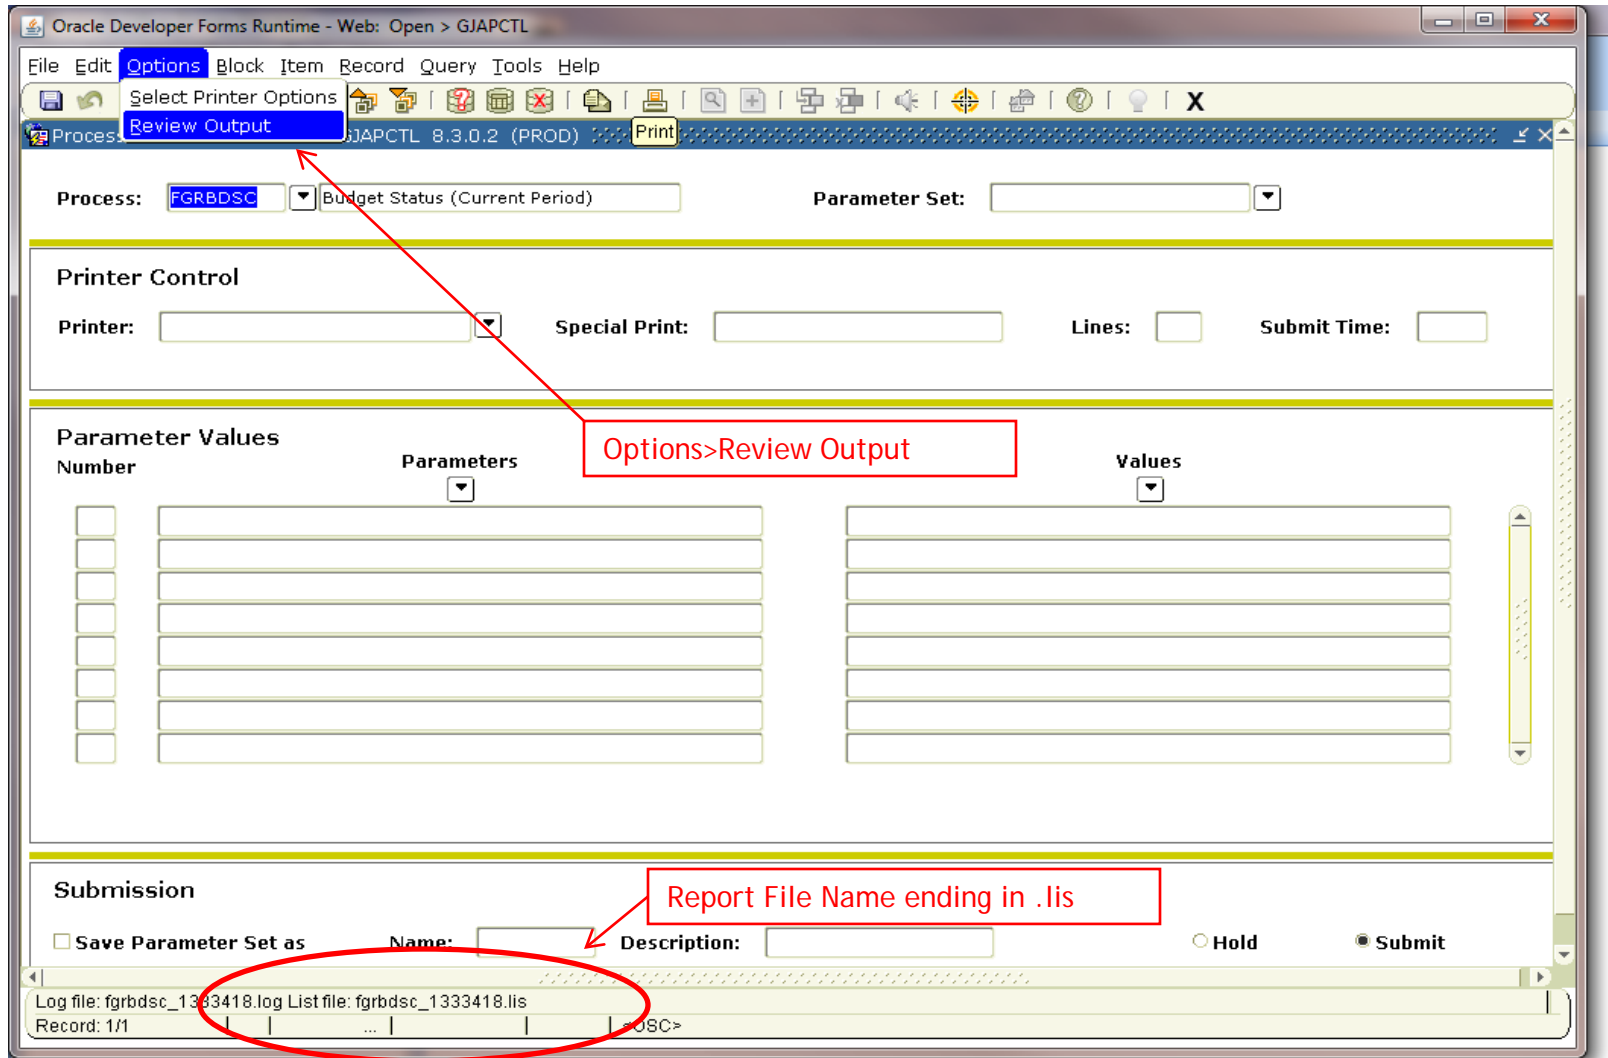 Oracle Developer Forms Runtime - Web: Open > GJAPCTL
File Edit Options Block Item Record Query Tools Help
Select Printer Options
X
Review Output
Print
Process GJAPCTL 8.3.0.2 (PROD)
Process: FGRBDSC Budget Status (Current Period) Parameter Set:
Printer Control
Printer: Special Print: Lines: Submit Time:
Parameter Values
Options>Review Output
Number Parameters Values
Submission
Report File Name ending in .lis
Save Parameter Set as Name: Description: Hold Submit
Log file: fgrbdsc_1333418.log List file: fgrbdsc_1333418.lis
Record: 1/1 ... <OSC>